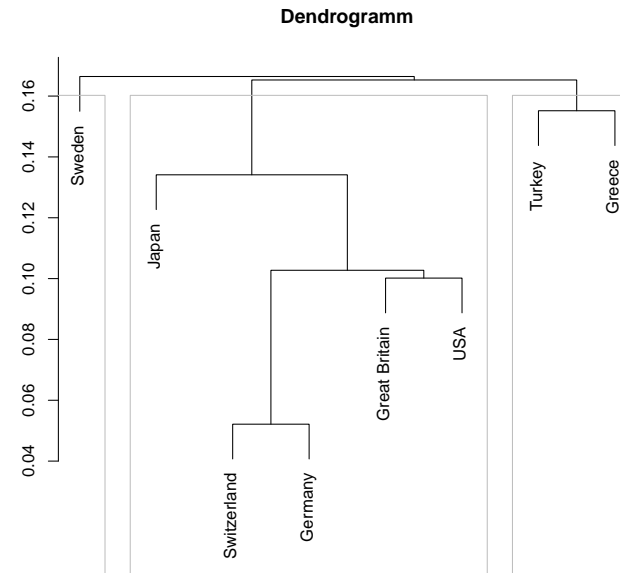 Dendrogramm
0.16
0.14
0.12
0.10
0.08
0.06
0.04
Sweden
Japan
Switzerland
Germany
Great Britain
USA
Turkey
Greece